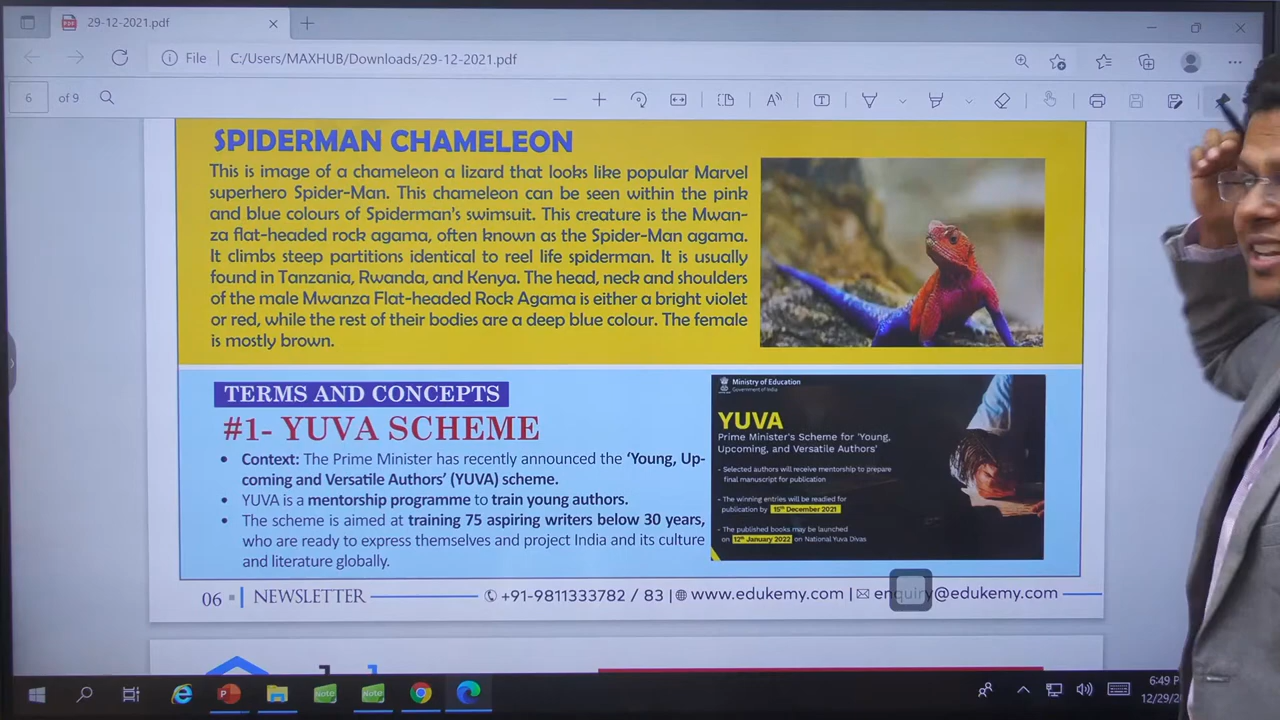 29-12-2021.pdf
File
C:/Users/MAXHUB/Downloads/29-12-2021.pdf
6 of 9
SPIDERMAN CHAMELEON
This is image of a chameleon a lizard that looks like popular Marvel
superhero Spider-Man. This chameleon can be seen within the pink
and blue colours of Spiderman's swimsuit. This creature is the Mwan-
za flat-headed rock agama, often known as the Spider-Man agama.
It climbs steep partitions identical to reel life spiderman. It is usually
found in Tanzania, Rwanda, and Kenya. The head, neck and shoulders
of the male Mwanza Flat-headed Rock Agama is either a bright violet
or red, while the rest of their bodies are a deep blue colour. The female
is mostly brown.
TERMS AND CONCEPTS
#1- YUVA SCHEME
• Context: The Prime Minister has recently announced the ‘Young, Up-
coming and Versatile Authors’ (YUVA) scheme.
• YUVA is a mentorship programme to train young authors.
• The scheme is aimed at training 75 aspiring writers below 30 years,
who are ready to express themselves and project India and its culture
and literature globally.
Ministry of Education
Government of India
YUVA
Prime Minister's Scheme for 'Young,
Upcoming, and Versatile Authors'
- Selected authors will receive mentorship to prepare
final manuscript for publication
- The winning entries will be readied for
publication by 15th December 2021
- The published books may be launched
on 12th January 2022 on National Yuva Divas
06 NEWSLETTER +91-9811333782 / 83 | www.edukemy.com | enquiry@edukemy.com
Note
Note
6:49
12/29/2